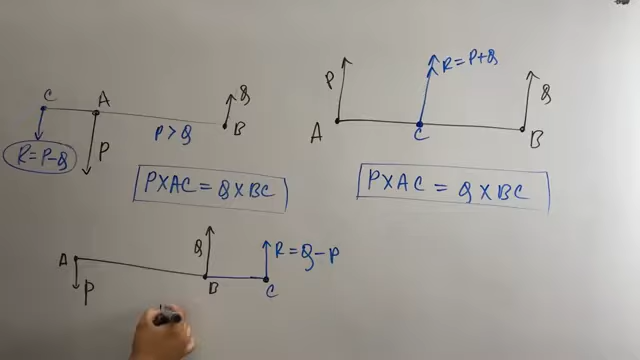 C
A
Q
P > Q
B
R = P - Q
P
P × AC = Q × BC
P
R = P + Q
Q
A
C
B
P × AC = Q × BC
Q
R = Q - P
A
P
B
C